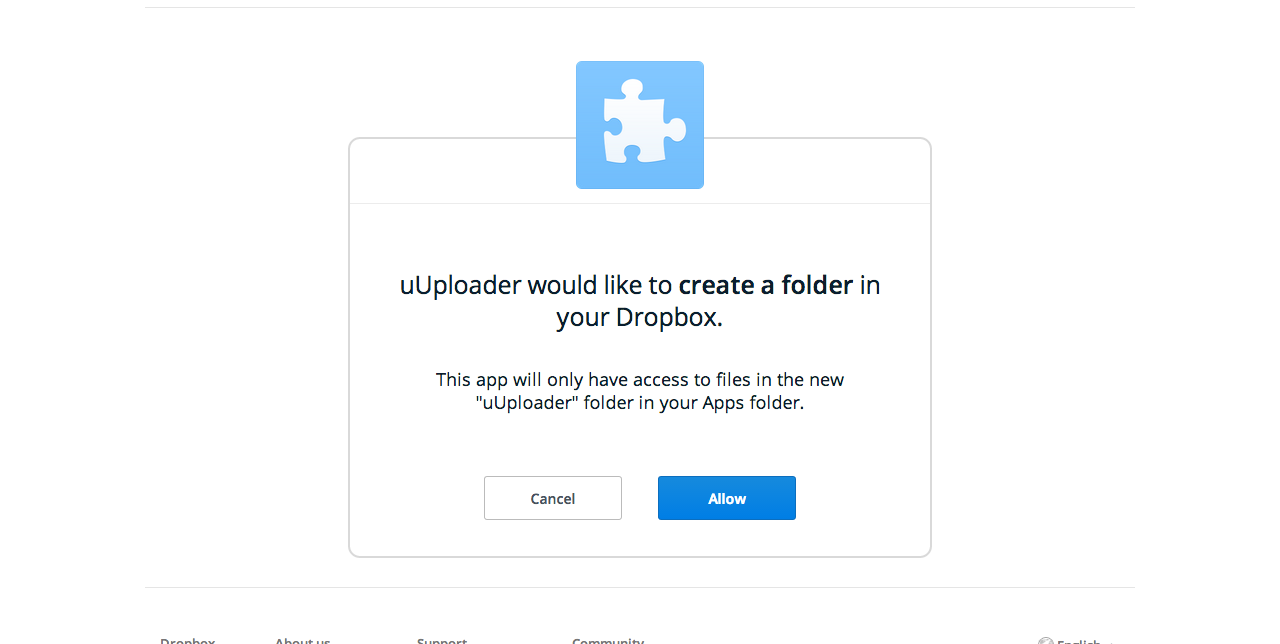 uUploader would like to create a folder in
your Dropbox.
This app will only have access to files in the new
"uUploader" folder in your Apps folder.
Cancel Allow
Dropbox About us Support Community English